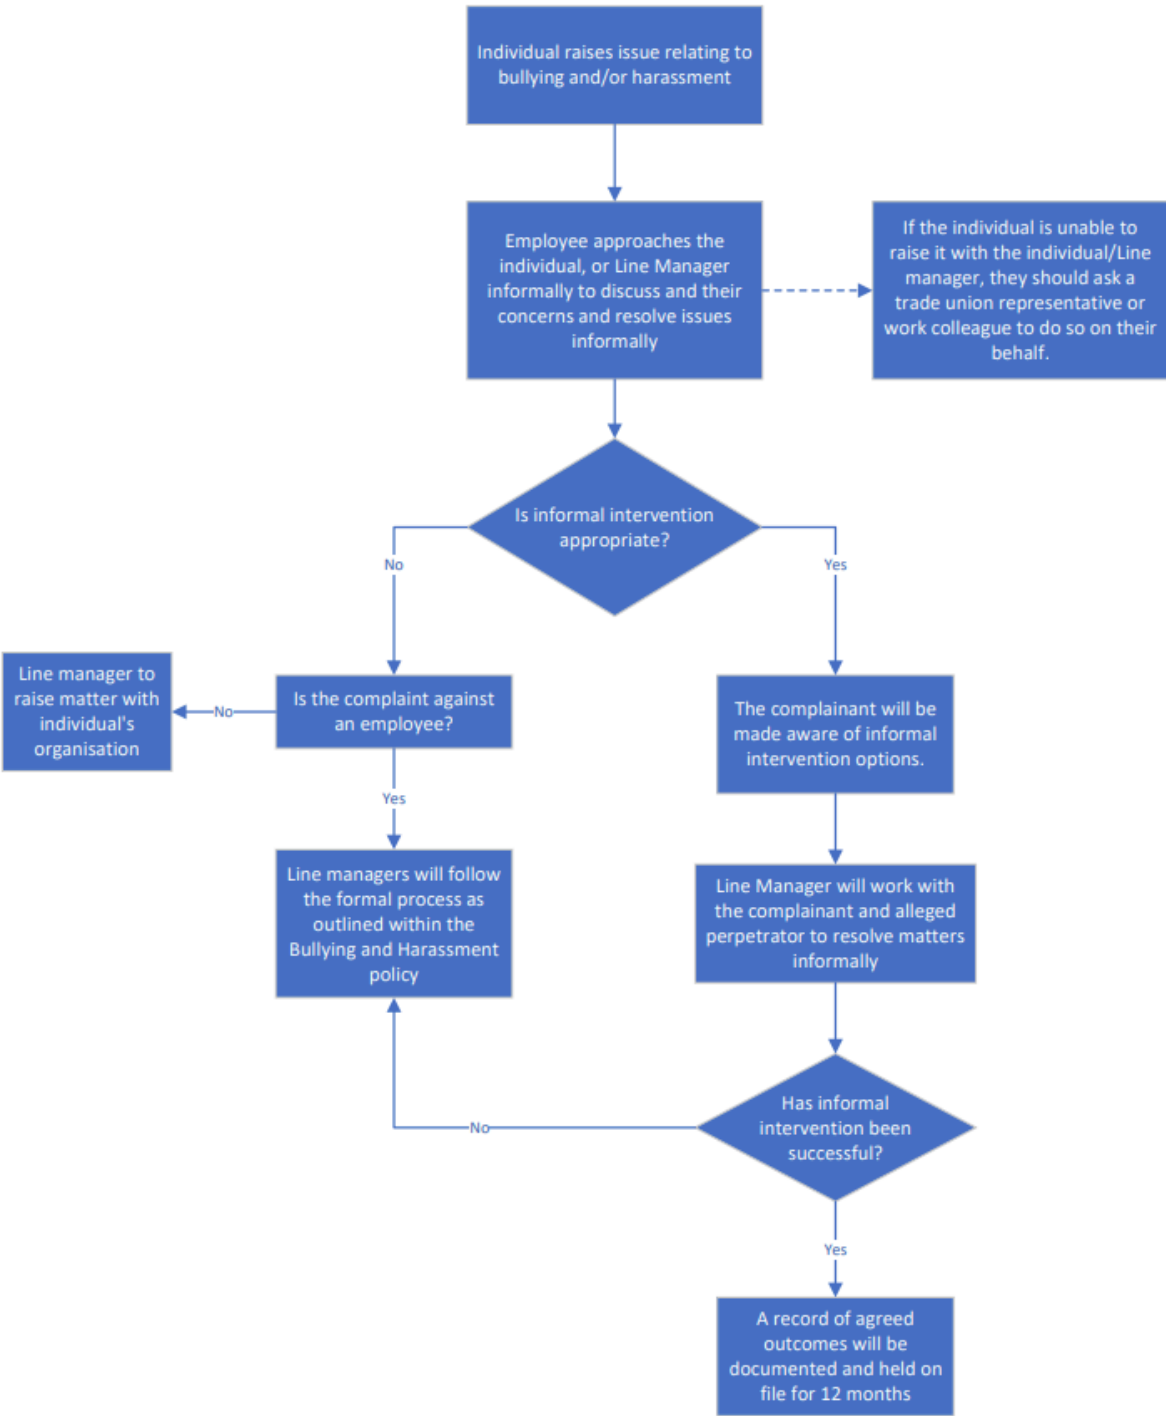 Individual raises issue relating to
bullying and/or harassment
Employee approaches the
individual, or Line Manager
informally to discuss and their
concerns and resolve issues
informally
If the individual is unable to
raise it with the individual/Line
manager, they should ask a
trade union representative or
work colleague to do so on their
behalf.
Is informal intervention
appropriate?
No
Yes
Line manager to
raise matter with
individual's
organisation
No
Is the complaint against
an employee?
The complainant will be
made aware of informal
intervention options.
Yes
Line managers will follow
the formal process as
outlined within the
Bullying and Harassment
policy
Line Manager will work with
the complainant and alleged
perpetrator to resolve matters
informally
Has informal
intervention been
successful?
No
Yes
A record of agreed
outcomes will be
documented and held on
file for 12 months